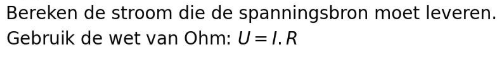 Bereken de stroom die de spanningsbron moet leveren.
Gebruik de wet van Ohm: U = I.R